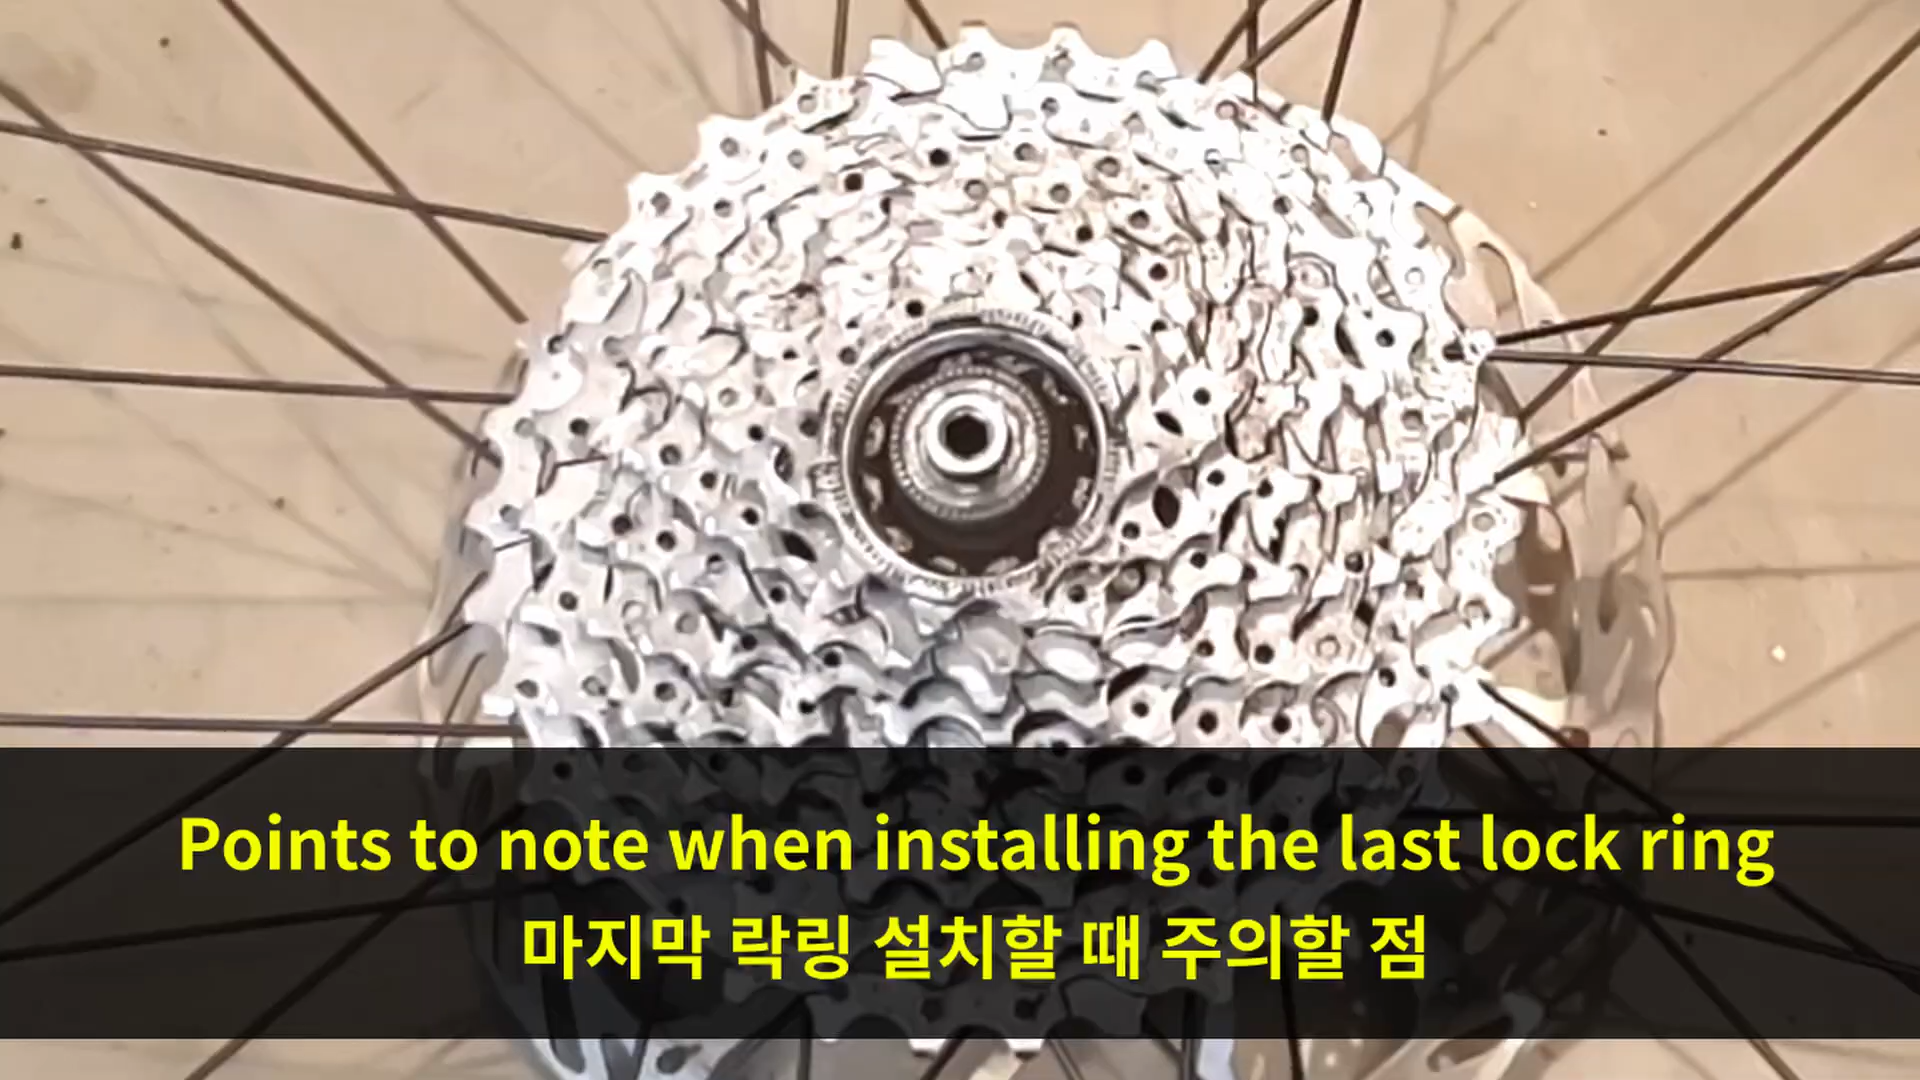 Points to note when installing the last lock ring
마지막 락링 설치할 때 주의할 점